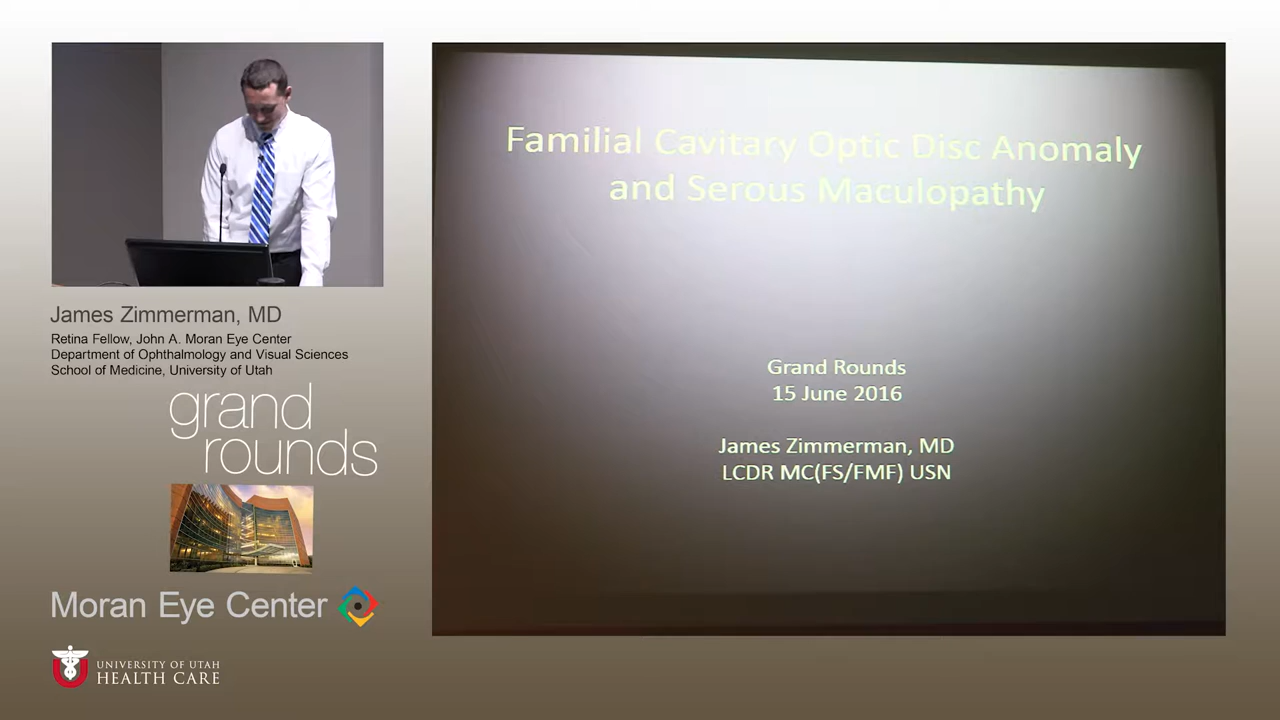 James Zimmerman, MD
Retina Fellow, John A. Moran Eye Center
Department of Ophthalmology and Visual Sciences
School of Medicine, University of Utah
grand
rounds
Moran Eye Center
UNIVERSITY OF UTAH
HEALTH CARE
Familial Cavitary Optic Disc Anomaly
and Serous Maculopathy
Grand Rounds
15 June 2016
James Zimmerman, MD
LCDR MC(FS/FMF) USN